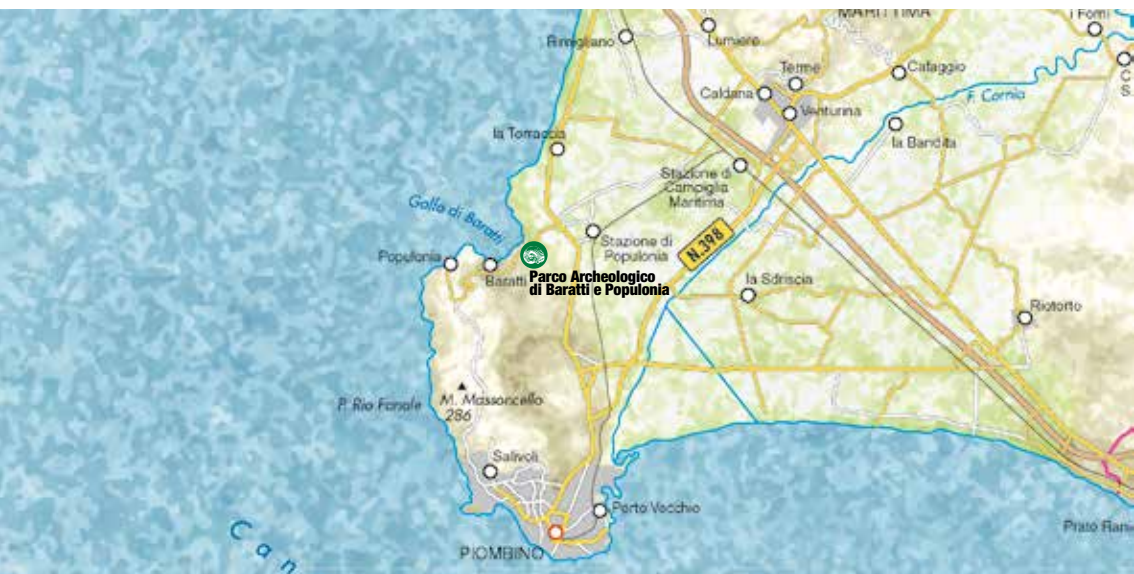 MARITTIMA
i Forni
Rimigliano
Lumiere
Terme
Cafaggio
Caldana
Venturina
F. Cornia
la Torraccia
la Bandita
Stazione di
Campiglia
Marittima
Golfo di Baratti
N.398
Populonia
Baratti
Stazione di
Populonia
Parco Archeologico
di Baratti e Populonia
la Sdriscia
Riotorto
P. Rio Fanale
M. Massoncello
286
Salivoli
Porto Vecchio
PIOMBINO
Prato Rani
C a n
C
S.